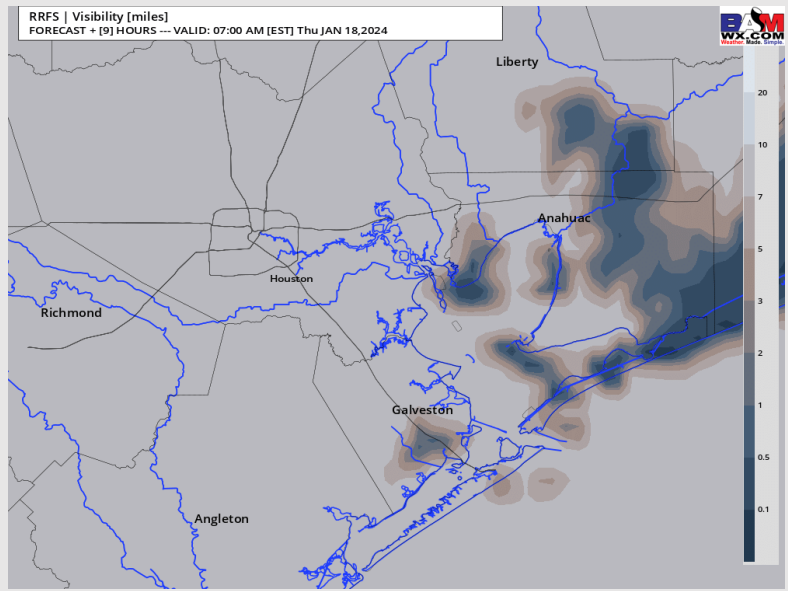 RRFS | Visibility [miles]
FORECAST + [9] HOURS --- VALID: 07:00 AM [EST] Thu JAN 18,2024
BAM
WX.COM
Weather. Made. Simple.
Liberty
20
10
7
Anahuac
5
Houston
3
Richmond
2
1
Galveston
0.5
0.1
Angleton